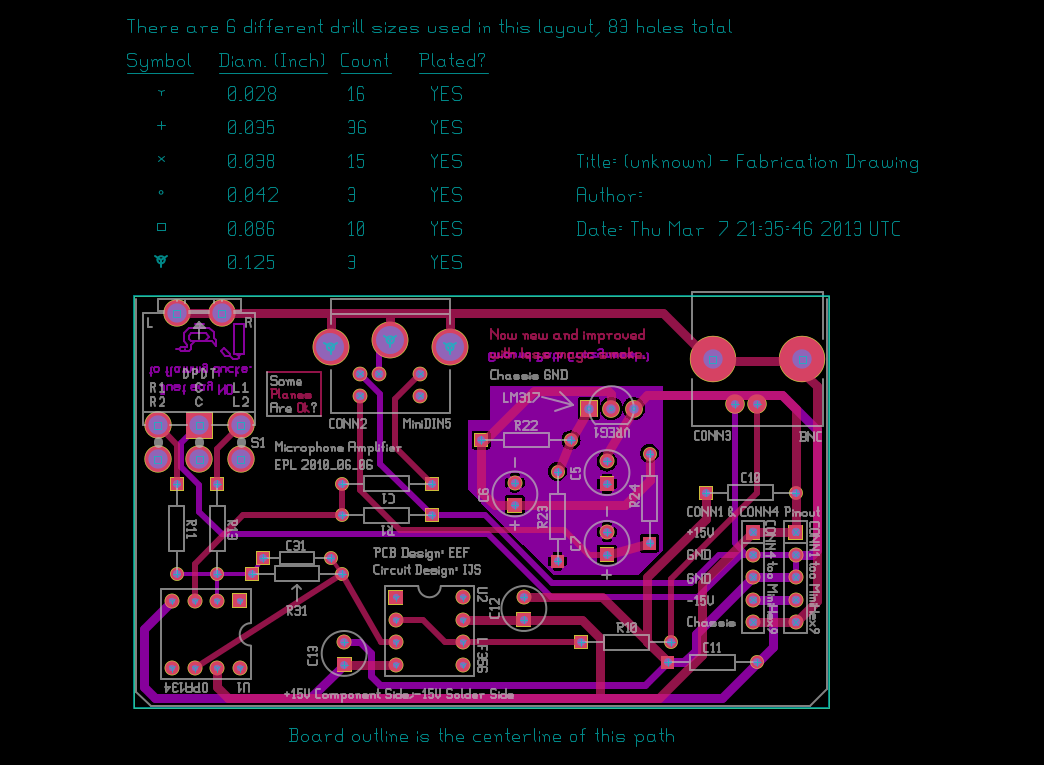 There are 6 different drill sizes used in this layout, 83 holes total
Symbol Diam. (Inch) Count Plated?
0.028 16 YES
0.035 36 YES
0.038 15 YES
0.042 3 YES
0.086 10 YES
0.125 3 YES
Title: (unknown) - Fabrication Drawing
Author:
Date: Thu Mar 7 21:35:46 2013 UTC
L R
DPDT
R1 C L1
R2 C L2
S1
Some
Planes
Are Ok?
CONN2
MiniDIN5
Now new and improved
with less magic smoke.
Chassis GND
LM317
VREG1
CONN3
BNC
Microphone Amplifier
EPL 2010_06_06
R22
C5
C6
R23
R24
C7
C1
R1
R11
R13
C31
R31
PCB Design: EEF
Circuit Design: IJS
C10
CONN1 & CONN4 Pinout
+15V
GND
GND
-15V
Chassis
CONN4 too MiniHex?
CONN1 too MiniHex?
U2
LF356
C12
R10
C11
C13
OPA134
U1
+15V Component Side/-15V Solder Side
Board outline is the centerline of this path